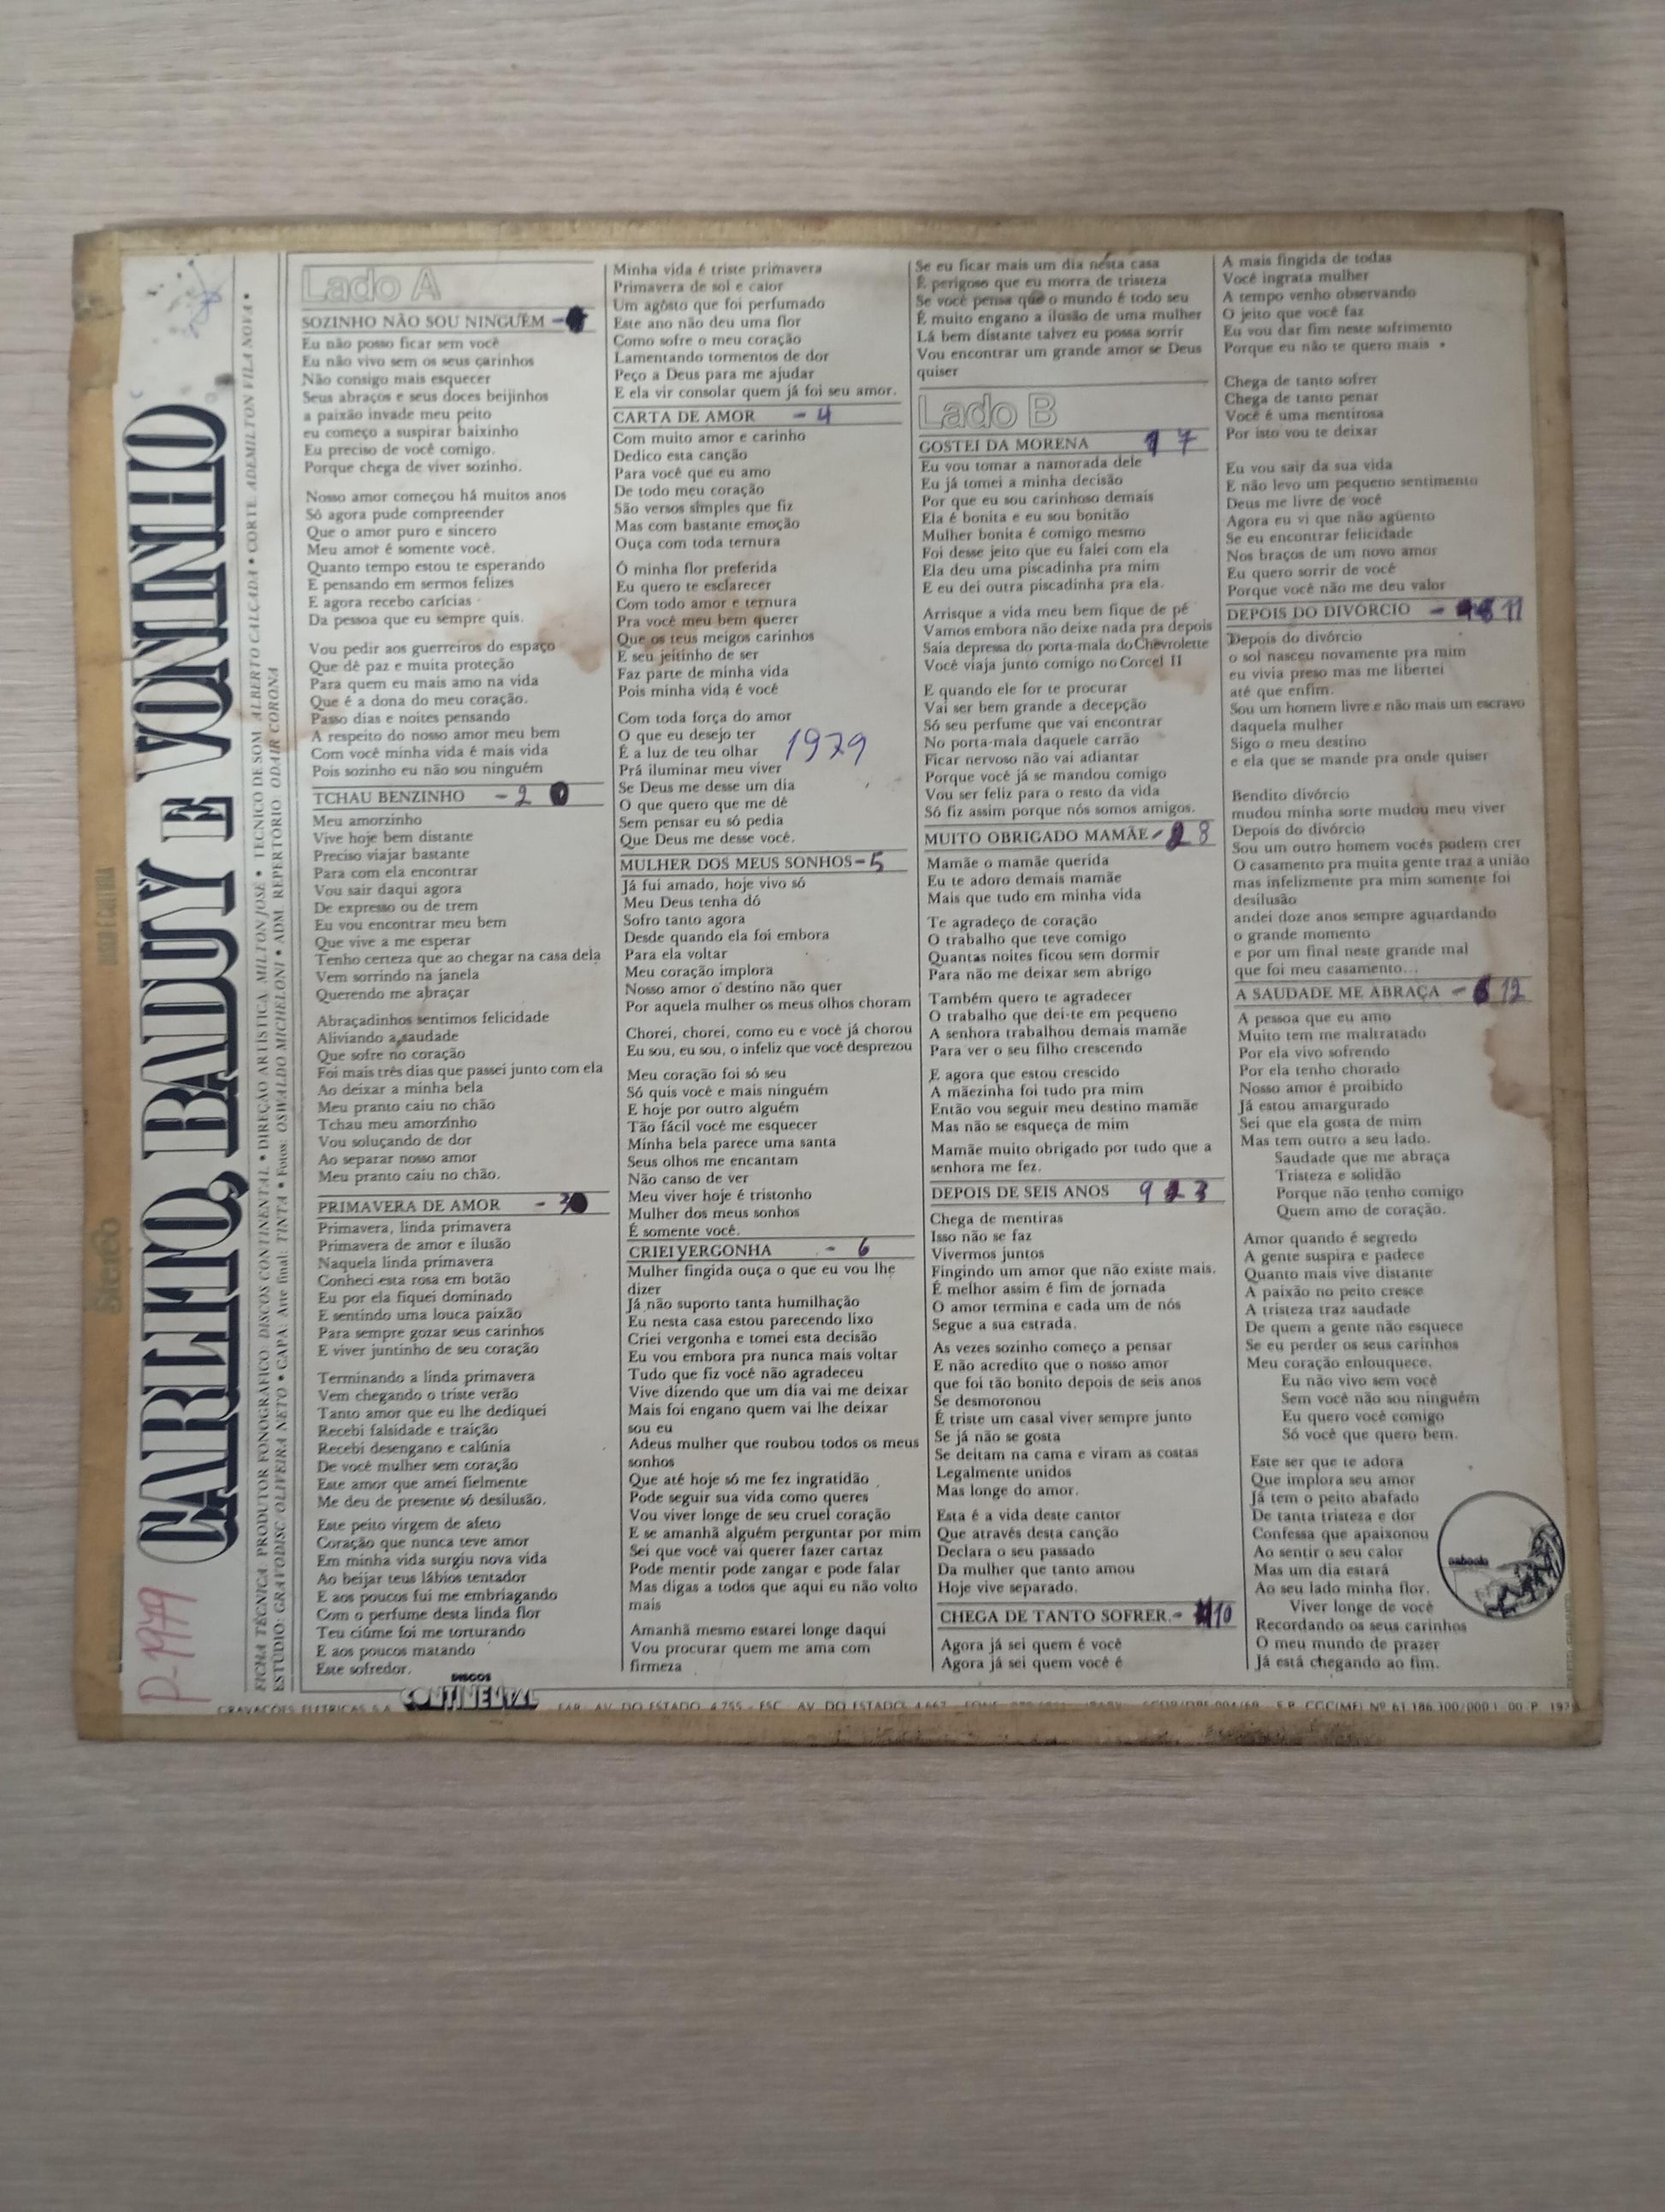 CARLITO, BADUY E VONINHO
P-1979
FICHA TÉCNICA PRODUTOR FONOGRÁFICO: DISCOS CONTINENTAL • DIREÇÃO ARTÍSTICA MILTON JOSÉ • TÉCNICO DE SOM ALBERTO CALÇADA • CORTE ADEMILTON VILA NOVA •
ESTUDIO: GRAVODISC/OLIVEIRA NETO • CAPA: Arte final: TINTA • Fotos: OSWALDO MICHELONI • ADM. REPERTÓRIO ODAIR CORONA
Stereo
Lado A
SOZINHO NÃO SOU NINGUÉM -
Eu não posso ficar sem você
Eu não vivo sem os seus carinhos
Não consigo mais esquecer
Seus abraços e seus doces beijinhos
a paixão invade meu peito
eu começo a suspirar baixinho
Eu preciso de você comigo.
Porque chega de viver sozinho.
Nosso amor começou há muitos anos
Só agora pude compreender
Que o amor puro e sincero
Meu amor é somente você.
Quanto tempo estou te esperando
E pensando em sermos felizes
E agora recebo carícias
Da pessoa que eu sempre quis.
Vou pedir aos guerreiros do espaço
Que dê paz e muita proteção
Para quem eu mais amo na vida
Que é a dona do meu coração.
Passo dias e noites pensando
A respeito do nosso amor meu bem
Com você minha vida é mais vida
Pois sozinho eu não sou ninguém
TCHAU BENZINHO - 2
Meu amorzinho
Vive hoje bem distante
Preciso viajar bastante
Para com ela encontrar
Vou sair daqui agora
De expresso ou de trem
Eu vou encontrar meu bem
Que vive a me esperar
Tenho certeza que ao chegar na casa dela
Vem sorrindo na janela
Querendo me abraçar
Abraçadinhos sentimos felicidade
Aliviando a saudade
Que sofre no coração
Foi mais três dias que passei junto com ela
Ao deixar a minha bela
Meu pranto caiu no chão
Tchau meu amorzinho
Vou soluçando de dor
Ao separar nosso amor
Meu pranto caiu no chão.
PRIMAVERA DE AMOR - 3
Primavera, linda primavera
Primavera de amor e ilusão
Naquela linda primavera
Conheci esta rosa em botão
Eu por ela fiquei dominado
E sentindo uma louca paixão
Para sempre gozar seus carinhos
E viver juntinho de seu coração
Terminando a linda primavera
Vem chegando o triste verão
Tanto amor que eu lhe dediquei
Recebi falsidade e traição
Recebi desengano e calúnia
De você mulher sem coração
Este amor que amei fielmente
Me deu de presente só desilusão.
Este peito virgem de afeto
Coração que nunca teve amor
Em minha vida surgiu nova vida
Ao beijar teus lábios tentador
E aos poucos fui me embriagando
Com o perfume desta linda flor
Teu ciúme foi me torturando
E aos poucos matando
Este sofredor.
Minha vida é triste primavera
Primavera de sol e calor
Um agôsto que foi perfumado
Este ano não deu uma flor
Como sofre o meu coração
Lamentando tormentos de dor
Peço a Deus para me ajudar
E ela vir consolar quem já foi seu amor.
CARTA DE AMOR - 4
Com muito amor e carinho
Dedico esta canção
Para você que eu amo
De todo meu coração
São versos simples que fiz
Mas com bastante emoção
Ouça com toda ternura
Ó minha flor preferida
Eu quero te esclarecer
Com todo amor e ternura
Pra você meu bem querer
Que os teus meigos carinhos
E seu jeitinho de ser
Faz parte de minha vida
Pois minha vida é você
Com toda força do amor
O que eu desejo ter
É a luz de teu olhar
1979
Prá iluminar meu viver
Se Deus me desse um dia
O que quero que me dê
Sem pensar eu só pedia
Que Deus me desse você.
MULHER DOS MEUS SONHOS - 5
Já fui amado, hoje vivo só
Meu Deus tenha dó
Sofro tanto agora
Desde quando ela foi embora
Para ela voltar
Meu coração implora
Nosso amor o destino não quer
Por aquela mulher os meus olhos choram
Chorei, chorei, como eu e você já chorou
Eu sou, eu sou, o infeliz que você desprezou
Meu coração foi só seu
Só quis você e mais ninguém
E hoje por outro alguém
Tão fácil você me esquecer
Minha bela parece uma santa
Seus olhos me encantam
Não canso de ver
Meu viver hoje é tristonho
Mulher dos meus sonhos
É somente você.
CRIEI VERGONHA - 6
Mulher fingida ouça o que eu vou lhe
dizer
Já não suporto tanta humilhação
Eu nesta casa estou parecendo lixo
Criei vergonha e tomei esta decisão
Eu vou embora pra nunca mais voltar
Tudo que fiz você não agradeceu
Vive dizendo que um dia vai me deixar
Mais foi engano quem vai lhe deixar
sou eu
Adeus mulher que roubou todos os meus
sonhos
Que até hoje só me fez ingratidão
Pode seguir sua vida como queres
Vou viver longe de seu cruel coração
E se amanhã alguém perguntar por mim
Sei que você vai querer fazer cartaz
Pode mentir pode zangar e pode falar
Mas digas a todos que aqui eu não volto
mais
Amanhã mesmo estarei longe daqui
Vou procurar quem me ama com
firmeza
Se eu ficar mais um dia nesta casa
É perigoso que eu morra de tristeza
Se você pensa que o mundo é todo seu
É muito engano a ilusão de uma mulher
Lá bem distante talvez eu possa sorrir
Vou encontrar um grande amor se Deus
quiser
Lado B
GOSTEI DA MORENA 7
Eu vou tomar a namorada dele
Eu já tomei a minha decisão
Por que eu sou carinhoso demais
Ela é bonita e eu sou bonitão
Mulher bonita é comigo mesmo
Foi desse jeito que eu falei com ela
Ela deu uma piscadinha pra mim
E eu dei outra piscadinha pra ela.
Arrisque a vida meu bem fique de pé
Vamos embora não deixe nada pra depois
Saia depressa do porta-mala do Chevrolette
Você viaja junto comigo no Corcel II
E quando ele for te procurar
Vai ser bem grande a decepção
Só seu perfume que vai encontrar
No porta-mala daquele carrão
Ficar nervoso não vai adiantar
Porque você já se mandou comigo
Vou ser feliz para o resto da vida
Só fiz assim porque nós somos amigos.
MUITO OBRIGADO MAMÃE - 8
Mamãe o mamãe querida
Eu te adoro demais mamãe
Mais que tudo em minha vida
Te agradeço de coração
O trabalho que teve comigo
Quantas noites ficou sem dormir
Para não me deixar sem abrigo
Também quero te agradecer
O trabalho que dei-te em pequeno
A senhora trabalhou demais mamãe
Para ver o seu filho crescendo
E agora que estou crescido
A mãezinha foi tudo pra mim
Então vou seguir meu destino mamãe
Mas não se esqueça de mim
Mamãe muito obrigado por tudo que a
senhora me fez.
DEPOIS DE SEIS ANOS 9 3
Chega de mentiras
Isso não se faz
Vivermos juntos
Fingindo um amor que não existe mais.
É melhor assim é fim de jornada
O amor termina e cada um de nós
Segue a sua estrada.
As vezes sozinho começo a pensar
E não acredito que o nosso amor
que foi tão bonito depois de seis anos
Se desmoronou
É triste um casal viver sempre junto
Se já não se gosta
Se deitam na cama e viram as costas
Legalmente unidos
Mas longe do amor.
Esta é a vida deste cantor
Que através desta canção
Declara o seu passado
Da mulher que tanto amou
Hoje vive separado.
CHEGA DE TANTO SOFRER. - 10
Agora já sei quem é você
Agora já sei quem você é
A mais fingida de todas
Você ingrata mulher
A tempo venho observando
O jeito que você faz
Eu vou dar fim neste sofrimento
Porque eu não te quero mais
Chega de tanto sofrer
Chega de tanto penar
Você é uma mentirosa
Por isto vou te deixar
Eu vou sair da sua vida
E não levo um pequeno sentimento
Deus me livre de você
Agora eu vi que não agüento
Se eu encontrar felicidade
Nos braços de um novo amor
Eu quero sorrir de você
Porque você não me deu valor
DEPOIS DO DIVÓRCIO - 11
Depois do divórcio
o sol nasceu novamente pra mim
eu vivia preso mas me libertei
até que enfim.
Sou um homem livre e não mais um escravo
daquela mulher
Sigo o meu destino
e ela que se mande pra onde quiser
Bendito divórcio
mudou minha sorte mudou meu viver
Depois do divórcio
Sou um outro homem vocês podem crer
O casamento pra muita gente traz a união
mas infelizmente pra mim somente foi
desilusão
andei doze anos sempre aguardando
o grande momento
e por um final neste grande mal
que foi meu casamento...
A SAUDADE ME ABRAÇA - 12
A pessoa que eu amo
Muito tem me maltratado
Por ela vivo sofrendo
Por ela tenho chorado
Nosso amor é proibido
Já estou amargurado
Sei que ela gosta de mim
Mas tem outro a seu lado.
Saudade que me abraça
Tristeza e solidão
Porque não tenho comigo
Quem amo de coração.
Amor quando é segredo
A gente suspira e padece
Quanto mais vive distante
A paixão no peito cresce
A tristeza traz saudade
De quem a gente não esquece
Se eu perder os seus carinhos
Meu coração enlouquece.
Eu não vivo sem você
Sem você não sou ninguém
Eu quero você comigo
Só você que quero bem.
Este ser que te adora
Que implora seu amor
Já tem o peito abafado
De tanta tristeza e dor
Confessa que apaixonou
Ao sentir o seu calor
Mas um dia estará
Ao seu lado minha flor.
Viver longe de você
Recordando os seus carinhos
O meu mundo de prazer
Já está chegando ao fim.
caboclo
GRAVAÇÕES ELÉTRICAS S.A. DISCOS CONTINENTAL FAB. AV. DO ESTADO, 4.755 - ESC. AV. DO ESTADO, 4.667